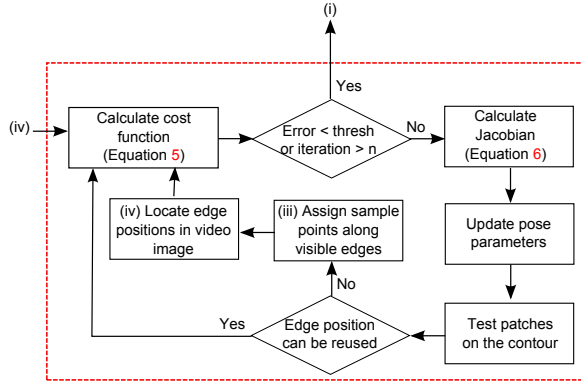 (i)
Yes
(iv)
Calculate cost
function
(Equation 5)
Error < thresh
or iteration > n
No
Calculate
Jacobian
(Equation 6)
(iv) Locate edge
positions in video
image
(iii) Assign sample
points along
visible edges
Update pose
parameters
No
Yes
Edge position
can be reused
Test patches
on the contour